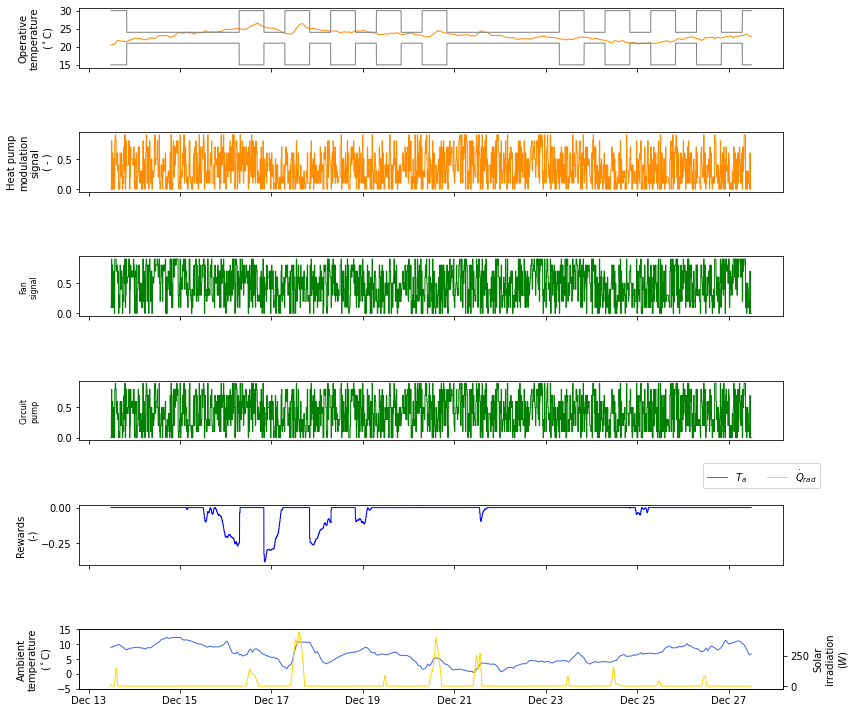 Operative
temperature
(°C)
30
25
20
15
Heat pump
modulation
signal
( - )
0.5
0.0
Fan
signal
0.5
0.0
Circuit
pump
0.5
0.0
T_a
Q̇_rad
Rewards
(-)
0.00
−0.25
Ambient
temperature
(°C)
15
10
5
0
−5
250
0
Solar
irradiation
(W)
Dec 13 Dec 15 Dec 17 Dec 19 Dec 21 Dec 23 Dec 25 Dec 27